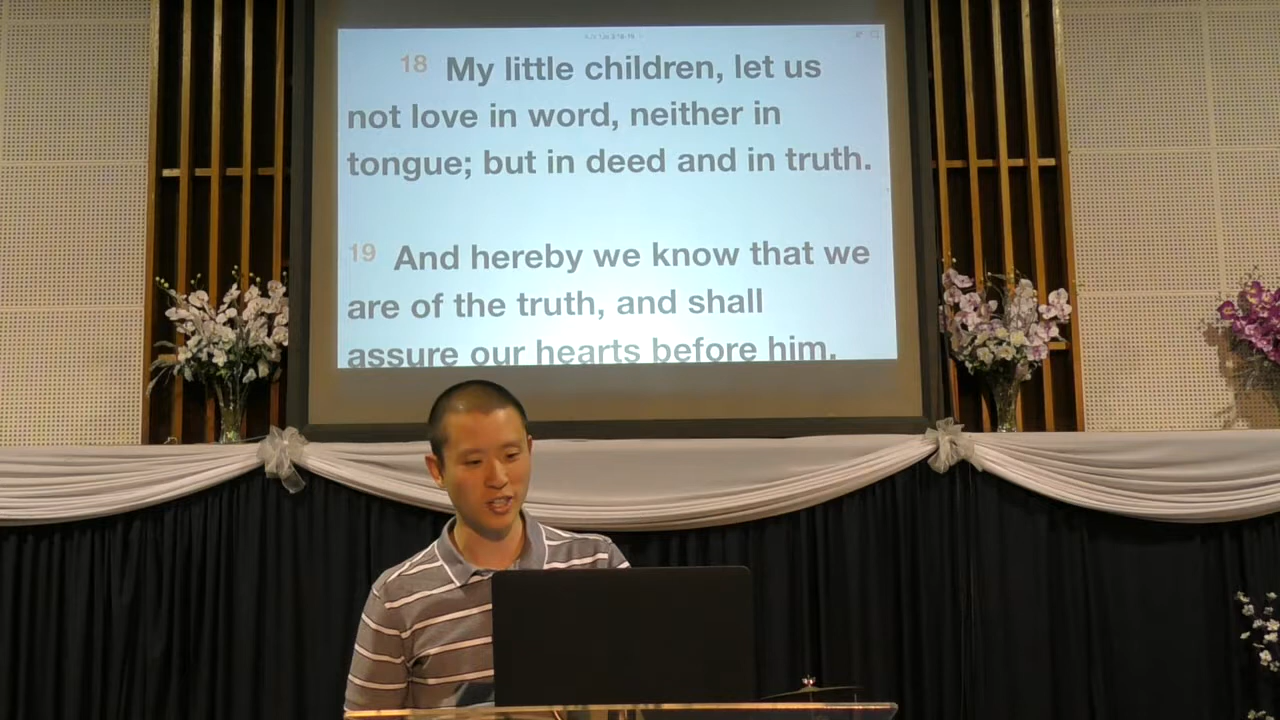 18 My little children, let us
not love in word, neither in
tongue; but in deed and in truth.
19 And hereby we know that we
are of the truth, and shall
assure our hearts before him.